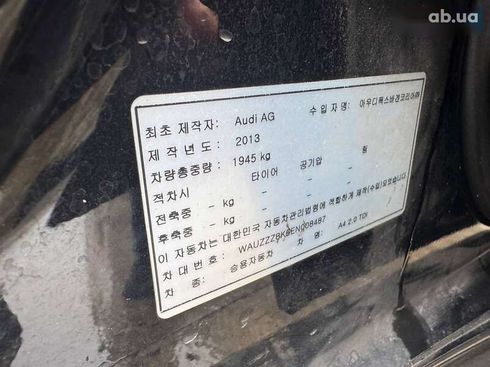 ab.ua
최초 제작자: Audi AG 수 입 자 명: 아우디폭스바겐코리아㈜
제 작 년 도: 2013
차량총중량: 1945 kg
적차시 타이어 공기압 림
전축중 – kg – – –
후축중 – kg – – –
이 자동차는 대한민국 자동차관리법령에 적합하게 제작(수입)되었습니다.
차 대 번 호: WAUZZZ8K9EN008487 / /
차 종: 승용자동차 차 명: A4 2.0 TDI